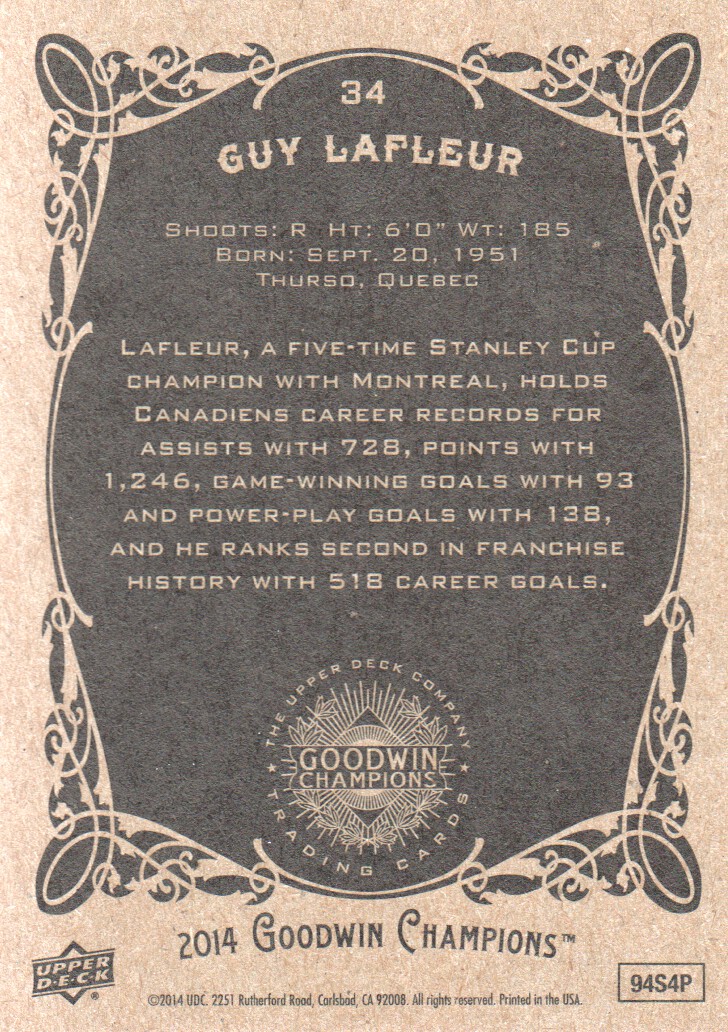 34
GUY LAFLEUR
SHOOTS: R HT: 6'0" WT: 185
BORN: SEPT. 20, 1951
THURSO, QUEBEC
LAFLEUR, A FIVE-TIME STANLEY CUP
CHAMPION WITH MONTREAL, HOLDS
CANADIENS CAREER RECORDS FOR
ASSISTS WITH 728, POINTS WITH
1,246, GAME-WINNING GOALS WITH 93
AND POWER-PLAY GOALS WITH 138,
AND HE RANKS SECOND IN FRANCHISE
HISTORY WITH 518 CAREER GOALS.
THE UPPER DECK COMPANY
GOODWIN
CHAMPIONS
★ TRADING CARDS ★
2014 GOODWIN CHAMPIONS™
UPPER
D·E·C·K®
©2014 UDC. 2251 Rutherford Road, Carlsbad, CA 92008. All rights reserved. Printed in the USA.
94S4P